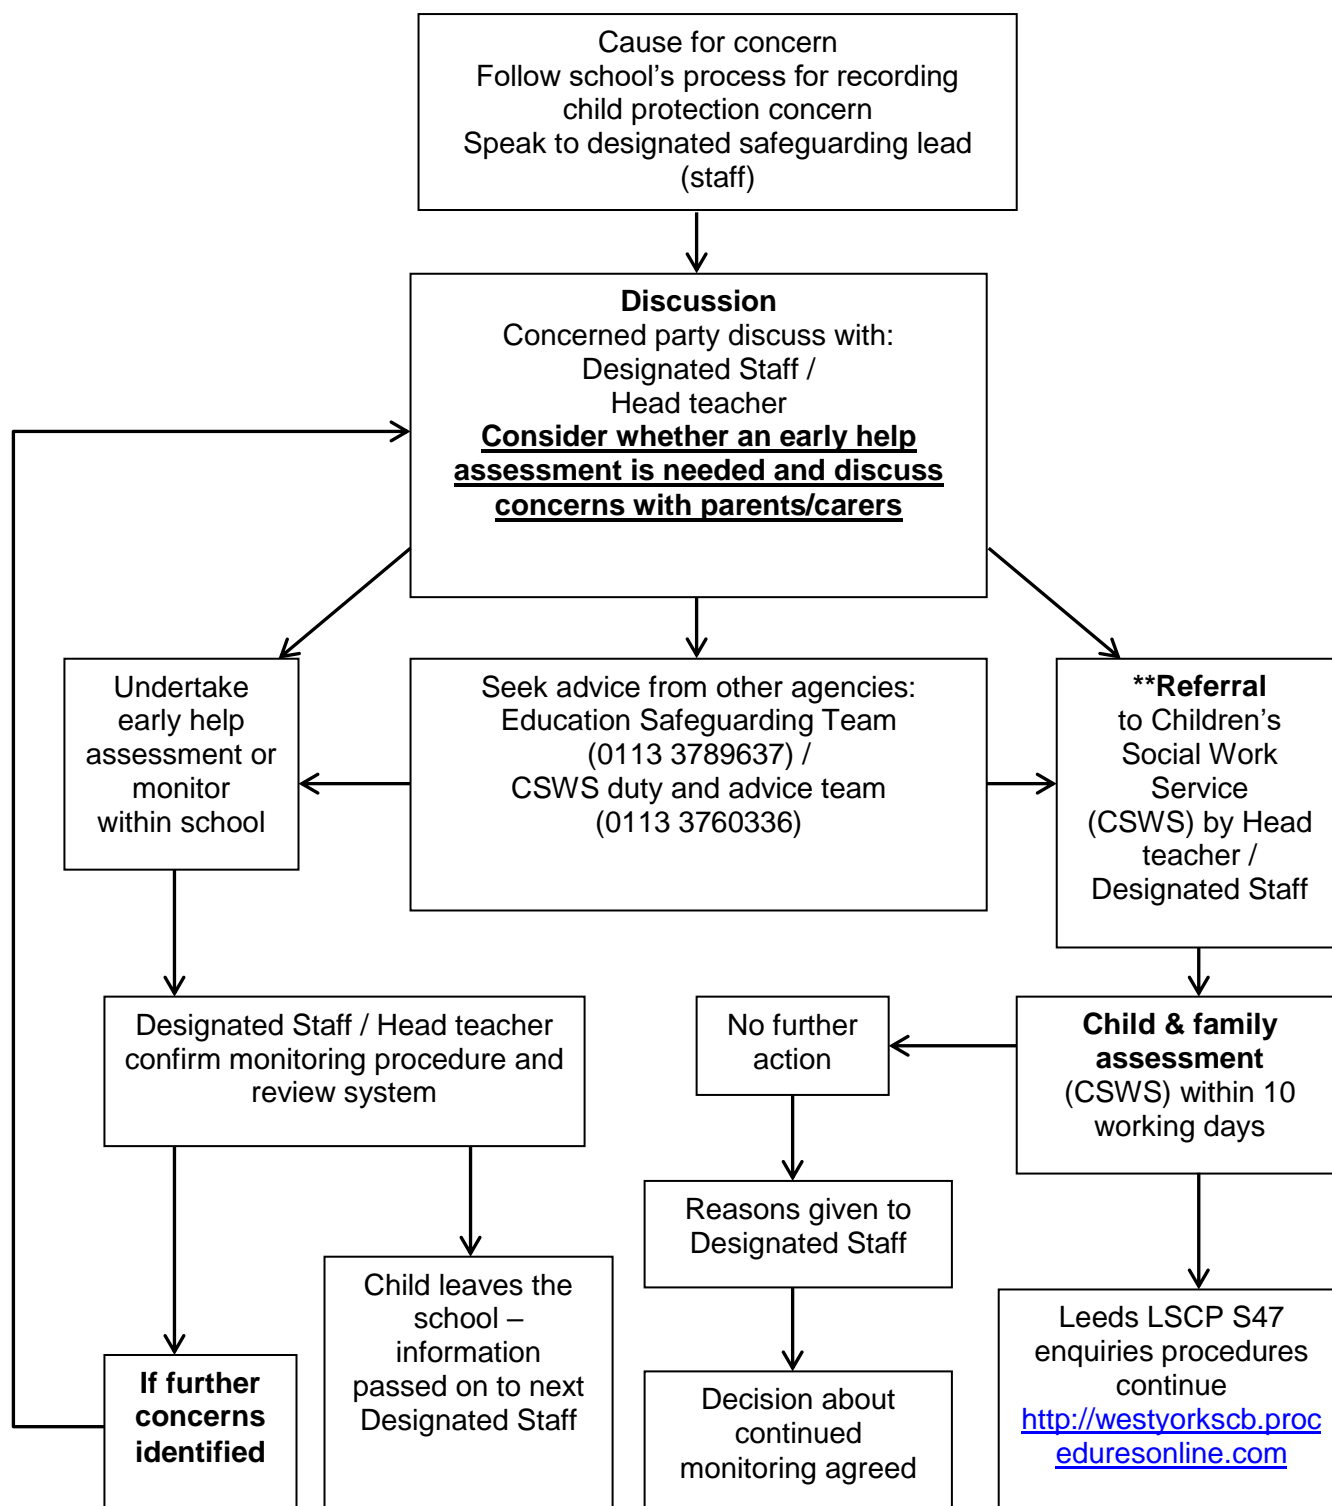 Cause for concern
Follow school’s process for recording
child protection concern
Speak to designated safeguarding lead
(staff)
Discussion
Concerned party discuss with:
Designated Staff /
Head teacher
Consider whether an early help
assessment is needed and discuss
concerns with parents/carers
Undertake
early help
assessment or
monitor
within school
Seek advice from other agencies:
Education Safeguarding Team
(0113 3789637) /
CSWS duty and advice team
(0113 3760336)
**Referral
to Children’s
Social Work
Service
(CSWS) by Head
teacher /
Designated Staff
Designated Staff / Head teacher
confirm monitoring procedure and
review system
No further
action
Child & family
assessment
(CSWS) within 10
working days
Reasons given to
Designated Staff
If further
concerns
identified
Child leaves the
school –
information
passed on to next
Designated Staff
Decision about
continued
monitoring agreed
Leeds LSCP S47
enquiries procedures
continue
http://westyorkscb.proc
eduresonline.com